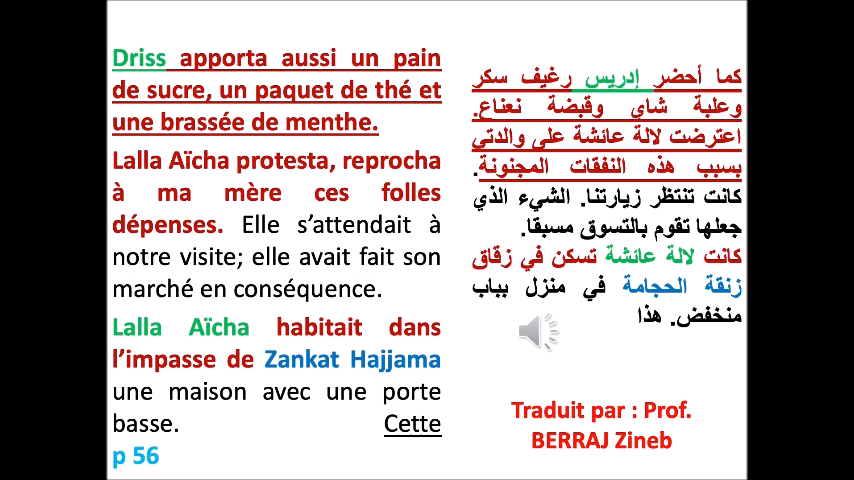 Driss apporta aussi un pain
de sucre, un paquet de thé et
une brassée de menthe.
Lalla Aïcha protesta, reprocha
à ma mère ces folles
dépenses. Elle s’attendait à
notre visite; elle avait fait son
marché en conséquence.
Lalla Aïcha habitait dans
l’impasse de Zankat Hajjama
une maison avec une porte
basse. Cette
p 56
كما أحضر إدريس رغيف سكر
وعلبة شاي وقبضة نعناع.
اعترضت لالة عائشة على والدتي
بسبب هذه النفقات المجنونة.
كانت تنتظر زيارتنا. الشيء الذي
جعلها تقوم بالتسوق مسبقا.
كانت لالة عائشة تسكن في زقاق
زنقة الحجامة في منزل بباب
منخفض. هذا
Traduit par : Prof.
BERRAJ Zineb